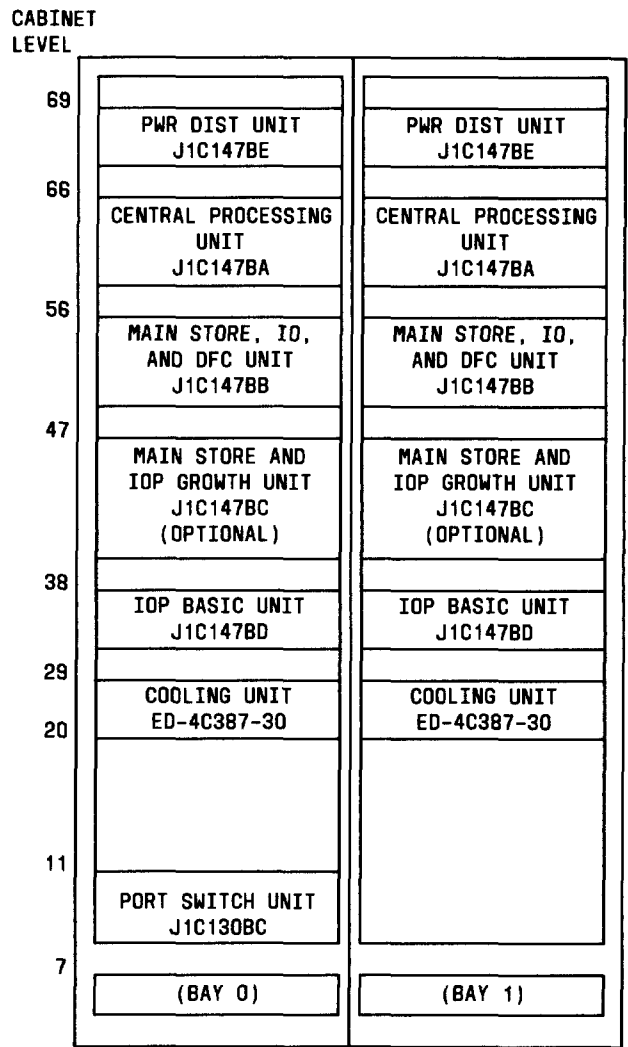 CABINET
LEVEL
69
PWR DIST UNIT
J1C147BE
PWR DIST UNIT
J1C147BE
66
CENTRAL PROCESSING
UNIT
J1C147BA
CENTRAL PROCESSING
UNIT
J1C147BA
56
MAIN STORE, IO,
AND DFC UNIT
J1C147BB
MAIN STORE, IO,
AND DFC UNIT
J1C147BB
47
MAIN STORE AND
IOP GROWTH UNIT
J1C147BC
(OPTIONAL)
MAIN STORE AND
IOP GROWTH UNIT
J1C147BC
(OPTIONAL)
38
IOP BASIC UNIT
J1C147BD
IOP BASIC UNIT
J1C147BD
29
COOLING UNIT
ED-4C387-30
COOLING UNIT
ED-4C387-30
20
11
PORT SWITCH UNIT
J1C130BC
7
(BAY 0)
(BAY 1)